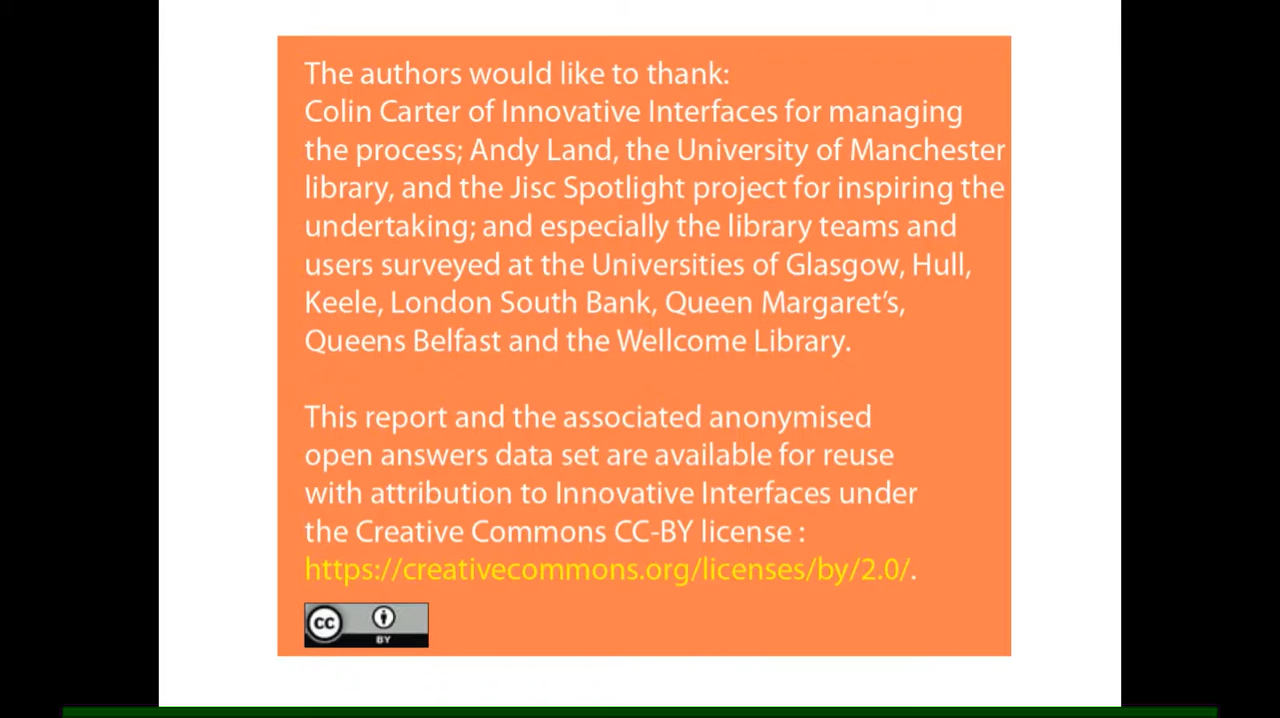 The authors would like to thank:
Colin Carter of Innovative Interfaces for managing
the process; Andy Land, the University of Manchester
library, and the Jisc Spotlight project for inspiring the
undertaking; and especially the library teams and
users surveyed at the Universities of Glasgow, Hull,
Keele, London South Bank, Queen Margaret’s,
Queens Belfast and the Wellcome Library.
This report and the associated anonymised
open answers data set are available for reuse
with attribution to Innovative Interfaces under
the Creative Commons CC-BY license :
https://creativecommons.org/licenses/by/2.0/.
CC
BY